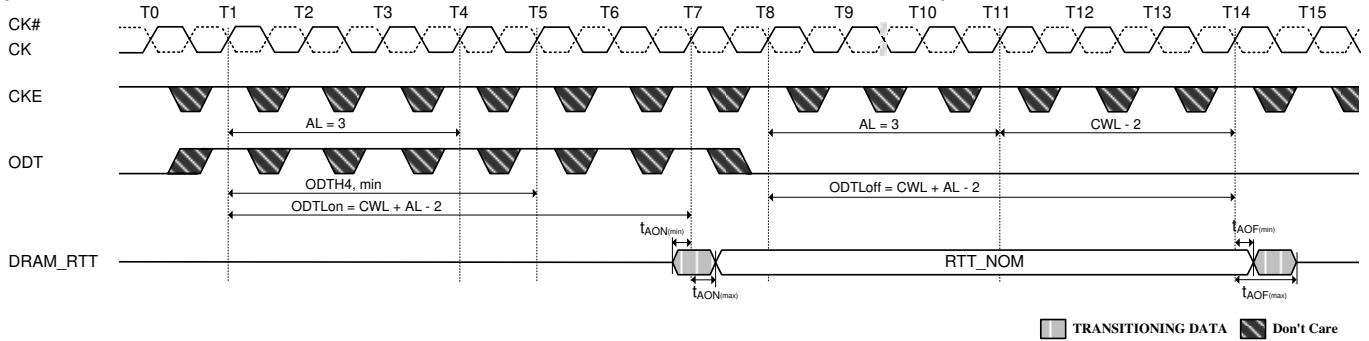 T0 T1 T2 T3 T4 T5 T6 T7 T8 T9 T10 T11 T12 T13 T14 T15
CK#
CK
CKE
AL = 3 AL = 3 CWL - 2
ODT
ODTH4, min ODTLoff = CWL + AL - 2
ODTLon = CWL + AL - 2
tAON(min) tAOF(min)
DRAM_RTT RTT_NOM
tAON(max) tAOF(max)
TRANSITIONING DATA Don't Care